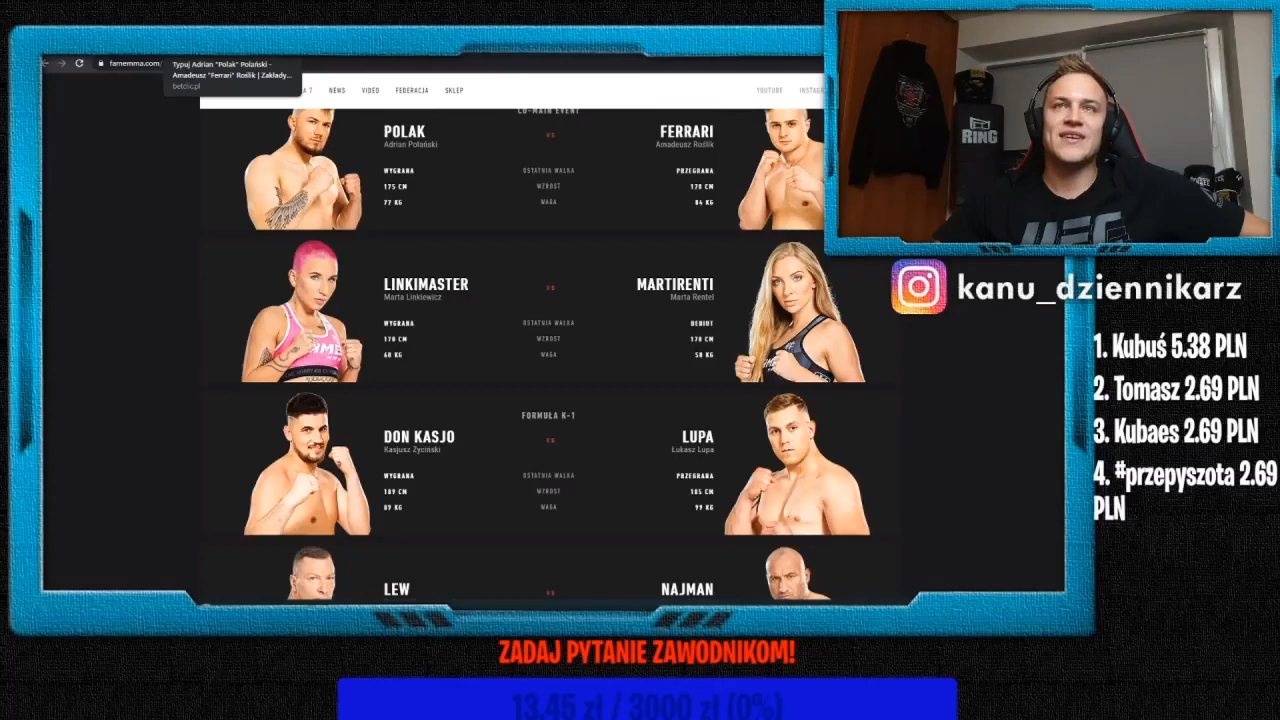 famemma.com/
Typuj Adrian "Polak" Polański -
Amadeusz "Ferrari" Roślik | Zakłady...
betclic.pl
A 7 NEWS VIDEO FEDERACJA SKLEP YOUTUBE INSTAGR
CO-MAIN EVENT
POLAK VS FERRARI
Adrian Polański Amadeusz Roślik
WYGRANA OSTATNIA WALKA PRZEGRANA
175 CM WZROST 178 CM
77 KG WAGA 84 KG
LINKIMASTER VS MARTIRENTI
Marta Linkiewicz Marta Rentel
WYGRANA OSTATNIA WALKA DEBIUT
170 CM WZROST 170 CM
60 KG WAGA 58 KG
FORMUŁA K-1
DON KASJO VS LUPA
Kasjusz Życiński Łukasz Lupa
WYGRANA OSTATNIA WALKA PRZEGRANA
189 CM WZROST 185 CM
89 KG WAGA 99 KG
LEW VS NAJMAN
RING
UFC
kanu_dziennikarz
1. Kubuś 5.38 PLN
2. Tomasz 2.69 PLN
3. Kubaes 2.69 PLN
4. #przepyszota 2.69
PLN
ZADAJ PYTANIE ZAWODNIKOM!
13.45 zł / 3000 zł (0%)